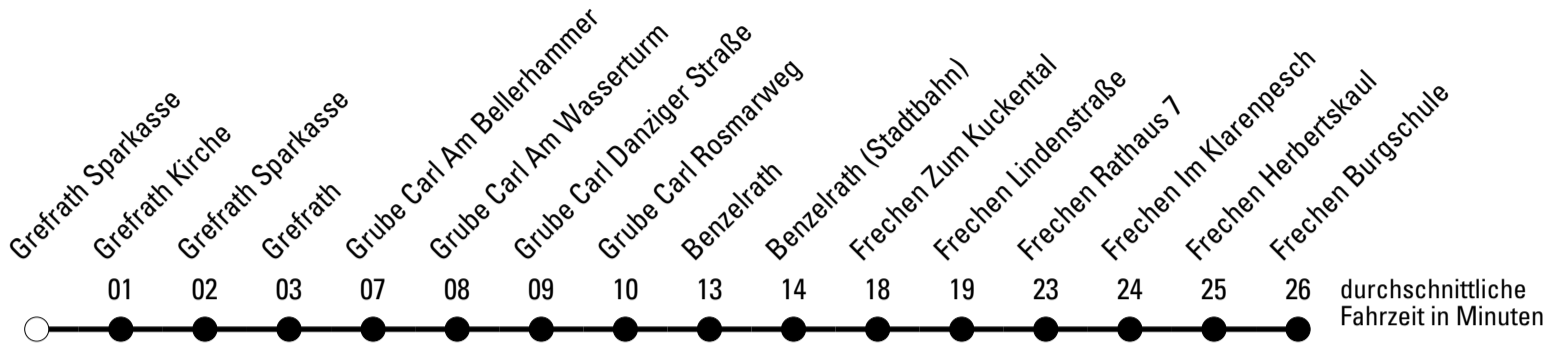 Grefrath Sparkasse
Grefrath Kirche
Grefrath Sparkasse
Grefrath
Grube Carl Am Bellerhammer
Grube Carl Am Wasserturm
Grube Carl Danziger Straße
Grube Carl Rosmarweg
Benzelrath
Benzelrath (Stadtbahn)
Frechen Zum Kuckental
Frechen Lindenstraße
Frechen Rathaus 7
Frechen Im Klarenpesch
Frechen Herbertskaul
Frechen Burgschule
01 02 03 07 08 09 10 13 14 18 19 23 24 25 26
durchschnittliche
Fahrzeit in Minuten